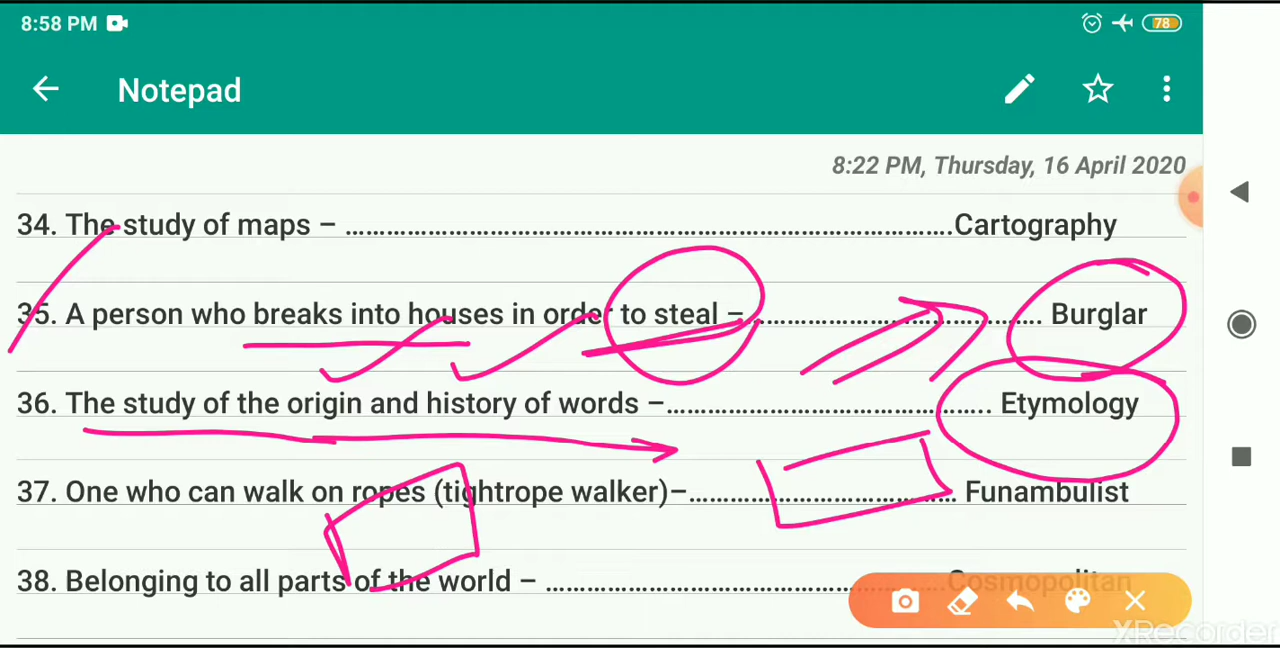 8:58 PM
78
Notepad
8:22 PM, Thursday, 16 April 2020
34. The study of maps – ..........................................................................................Cartography
35. A person who breaks into houses in order to steal – .......................................... Burglar
36. The study of the origin and history of words –............................................... Etymology
37. One who can walk on ropes (tightrope walker)–....................................... Funambulist
38. Belonging to all parts of the world – .......................................................... Cosmopolitan
XRecorder